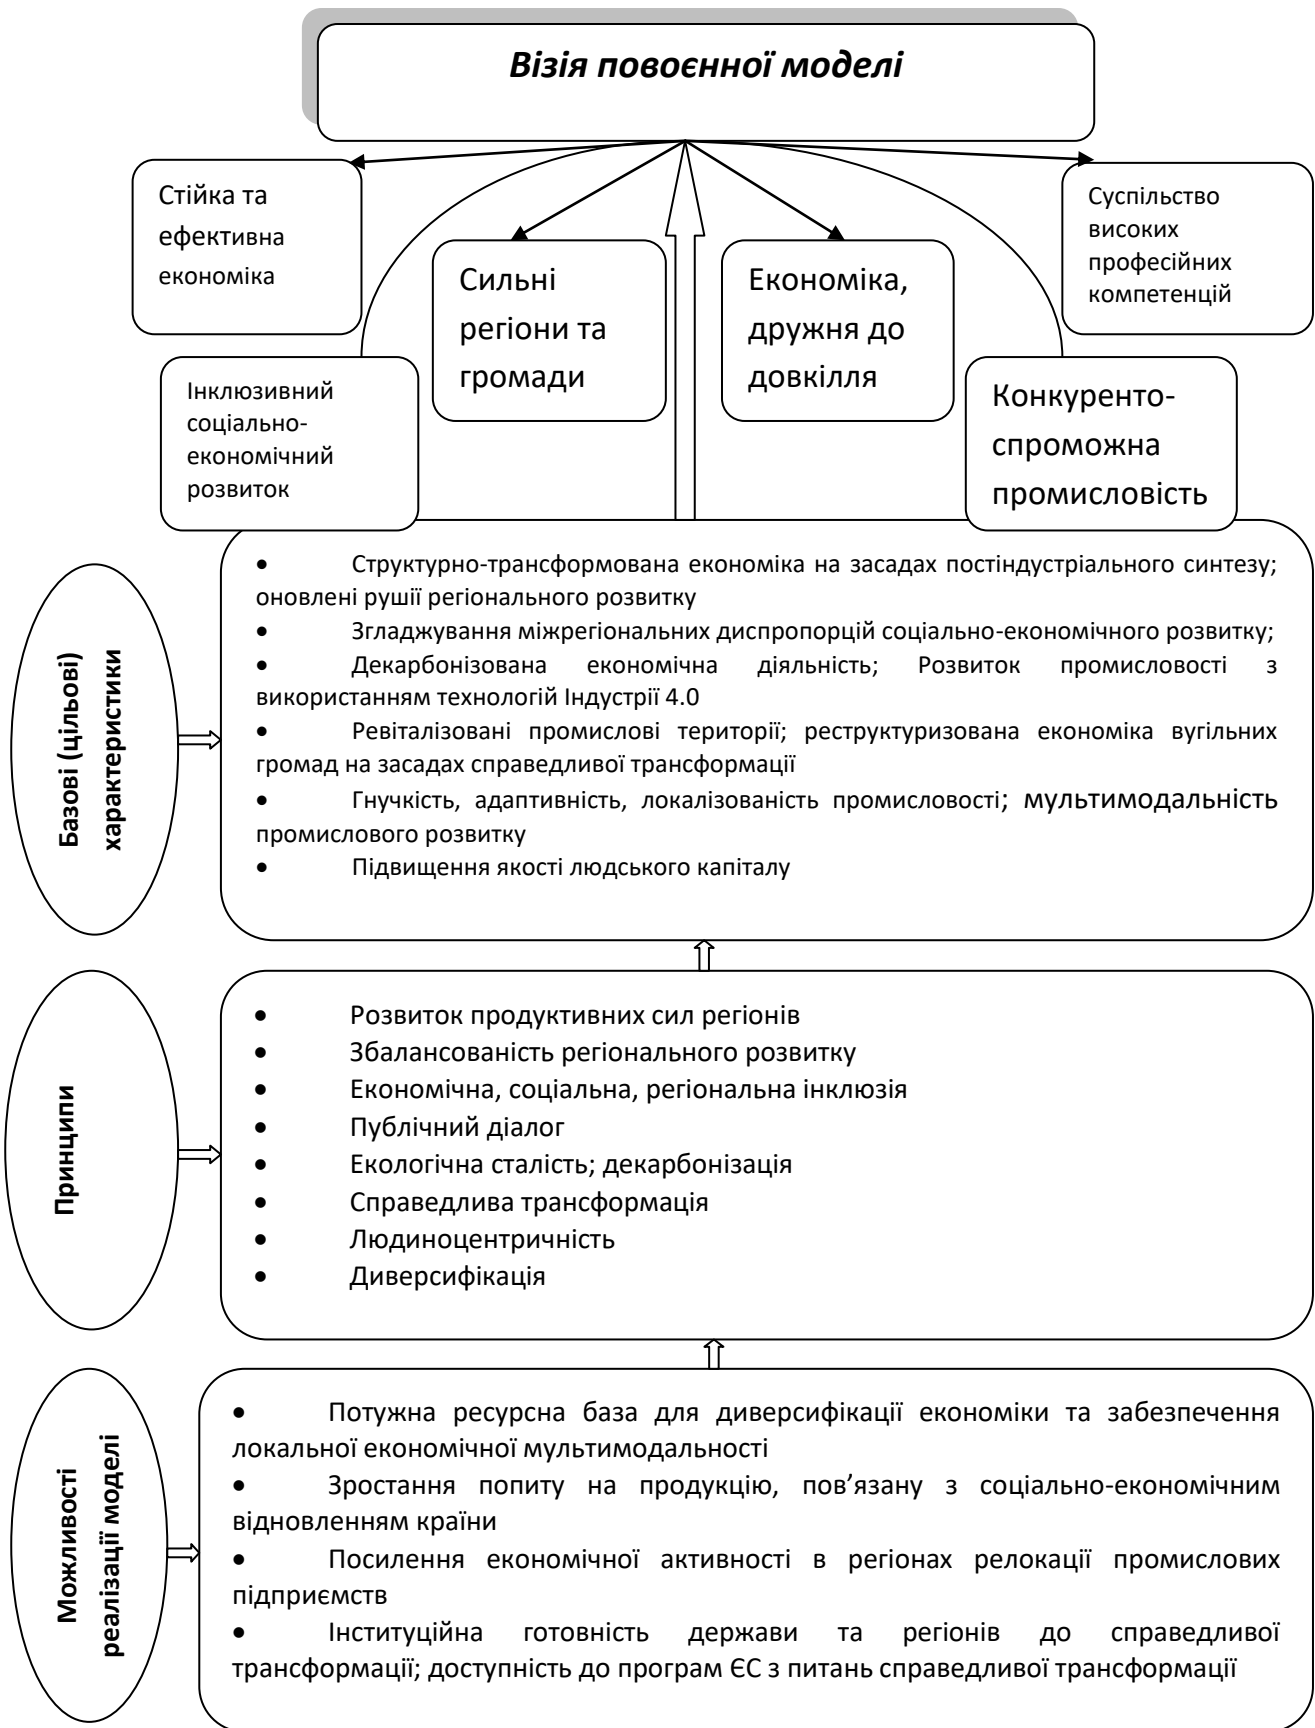 Візія повоєнної моделі
Стійка та
ефективна
економіка
Сильні
регіони та
громади
Економіка,
дружня до
довкілля
Суспільство
високих
професійних
компетенцій
Інклюзивний
соціально-
економічний
розвиток
Конкуренто-
спроможна
промисловість
Базові (цільові)
характеристики
• Структурно-трансформована економіка на засадах постіндустріального синтезу;
оновлені рушії регіонального розвитку
• Згладжування міжрегіональних диспропорцій соціально-економічного розвитку;
• Декарбонізована економічна діяльність; Розвиток промисловості з
використанням технологій Індустрії 4.0
• Ревіталізовані промислові території; реструктуризована економіка вугільних
громад на засадах справедливої трансформації
• Гнучкість, адаптивність, локалізованість промисловості; мультимодальність
промислового розвитку
• Підвищення якості людського капіталу
Принципи
• Розвиток продуктивних сил регіонів
• Збалансованість регіонального розвитку
• Економічна, соціальна, регіональна інклюзія
• Публічний діалог
• Екологічна сталість; декарбонізація
• Справедлива трансформація
• Людиноцентричність
• Диверсифікація
Можливості
реалізації моделі
• Потужна ресурсна база для диверсифікації економіки та забезпечення
локальної економічної мультимодальності
• Зростання попиту на продукцію, пов’язану з соціально-економічним
відновленням країни
• Посилення економічної активності в регіонах релокації промислових
підприємств
• Інституційна готовність держави та регіонів до справедливої
трансформації; доступність до програм ЄС з питань справедливої трансформації